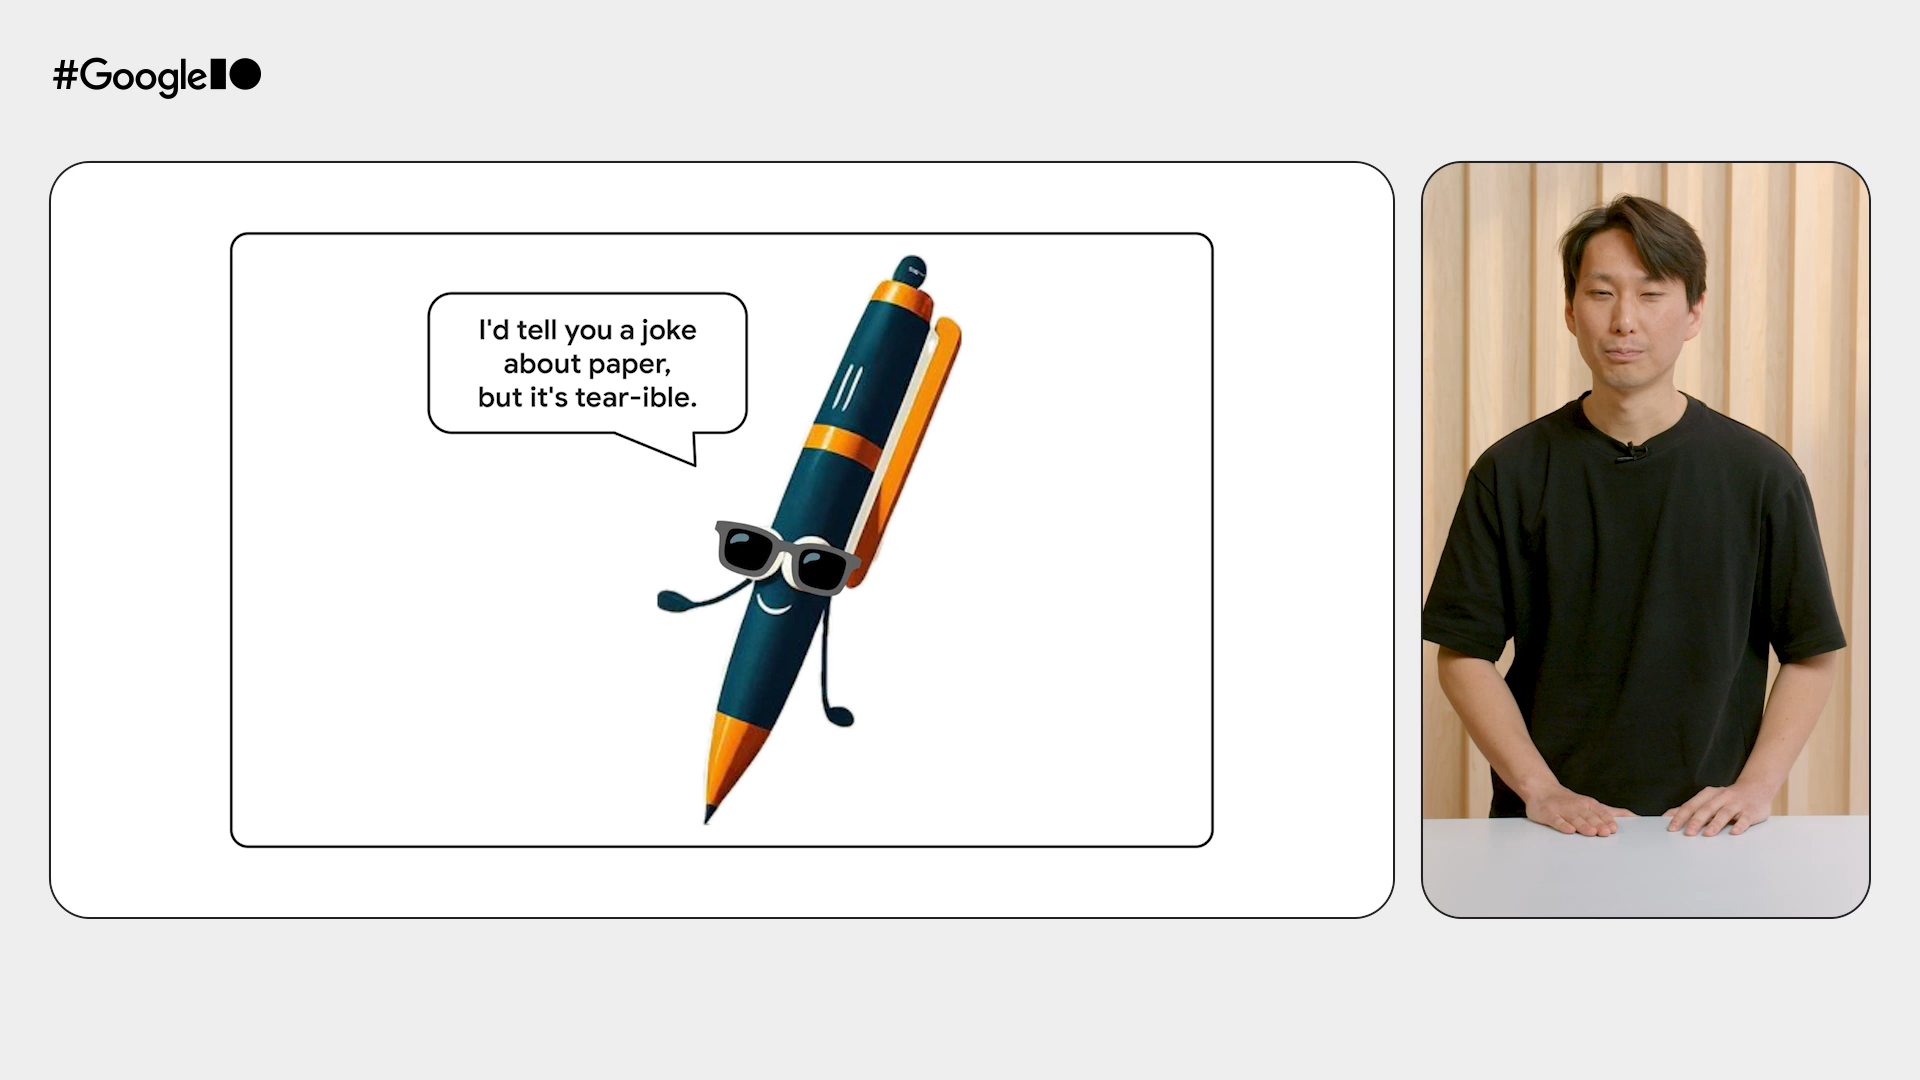 #GoogleIO
I'd tell you a joke
about paper,
but it's tear-ible.